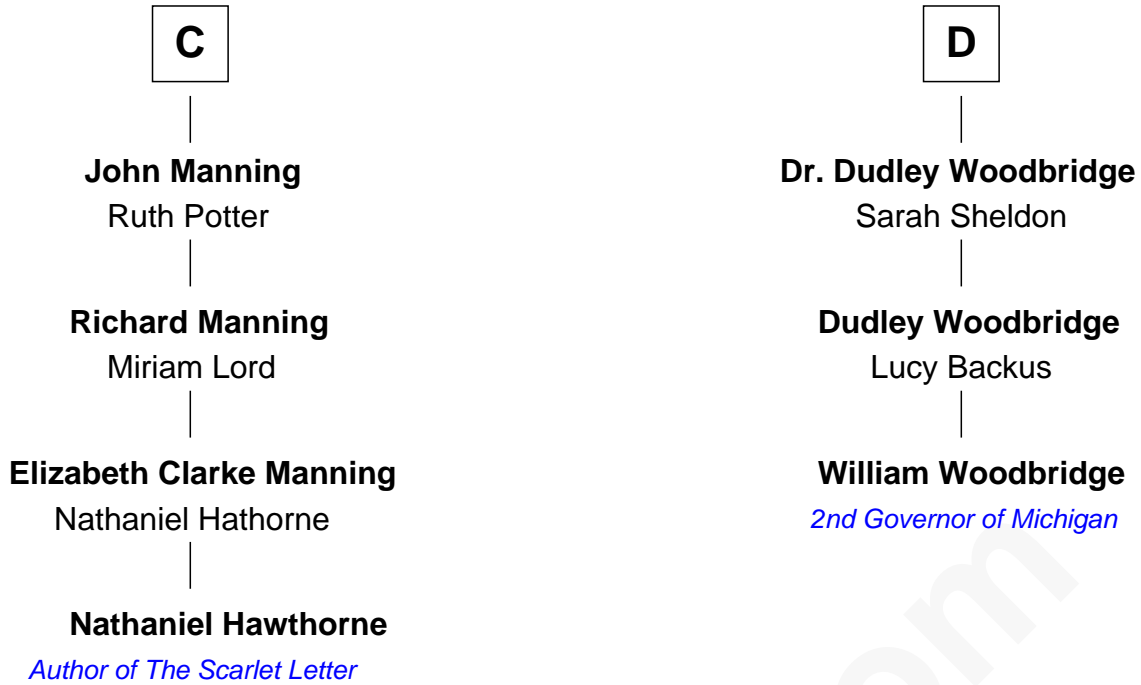 C
John Manning
Ruth Potter
Richard Manning
Miriam Lord
Elizabeth Clarke Manning
Nathaniel Hathorne
Nathaniel Hawthorne
Author of The Scarlet Letter
D
Dr. Dudley Woodbridge
Sarah Sheldon
Dudley Woodbridge
Lucy Backus
William Woodbridge
2nd Governor of Michigan